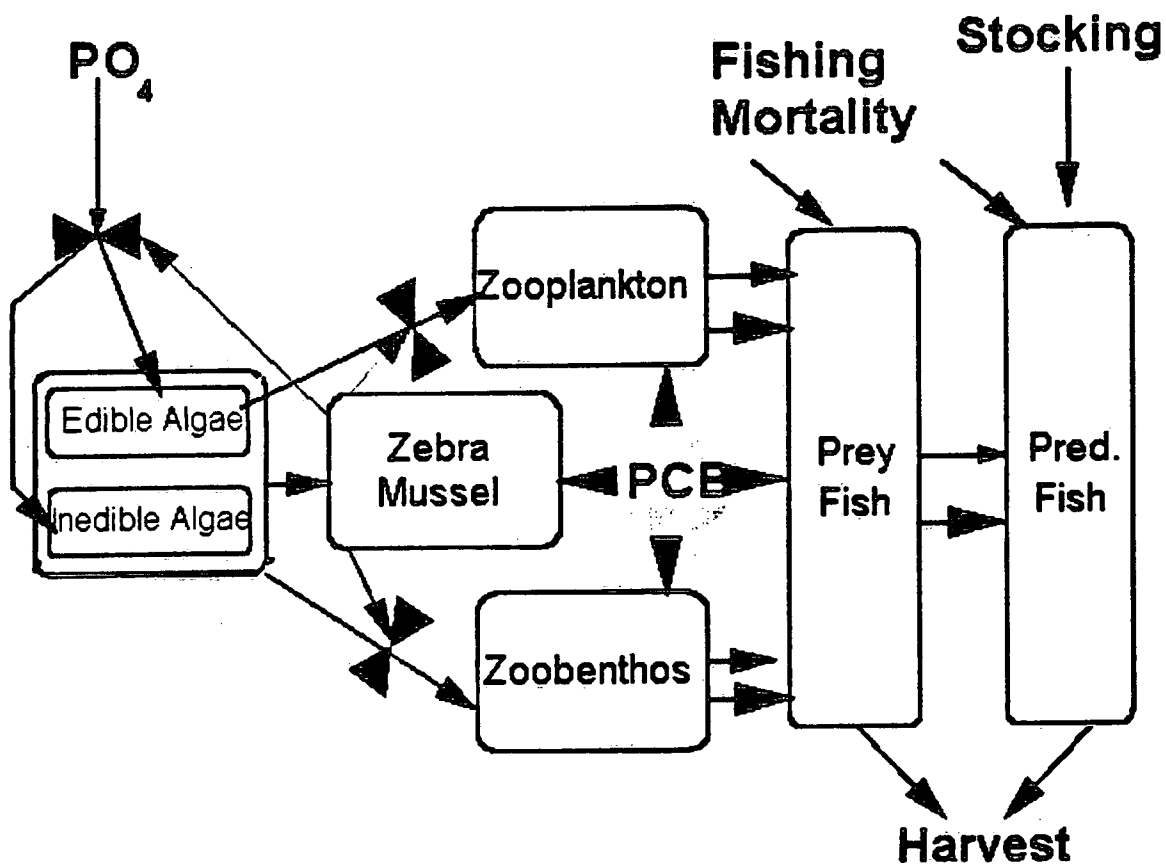 PO4
Fishing
Mortality
Stocking
Zooplankton
Edible Algae
Inedible Algae
Zebra
Mussel
PCB
Prey
Fish
Pred.
Fish
Zoobenthos
Harvest